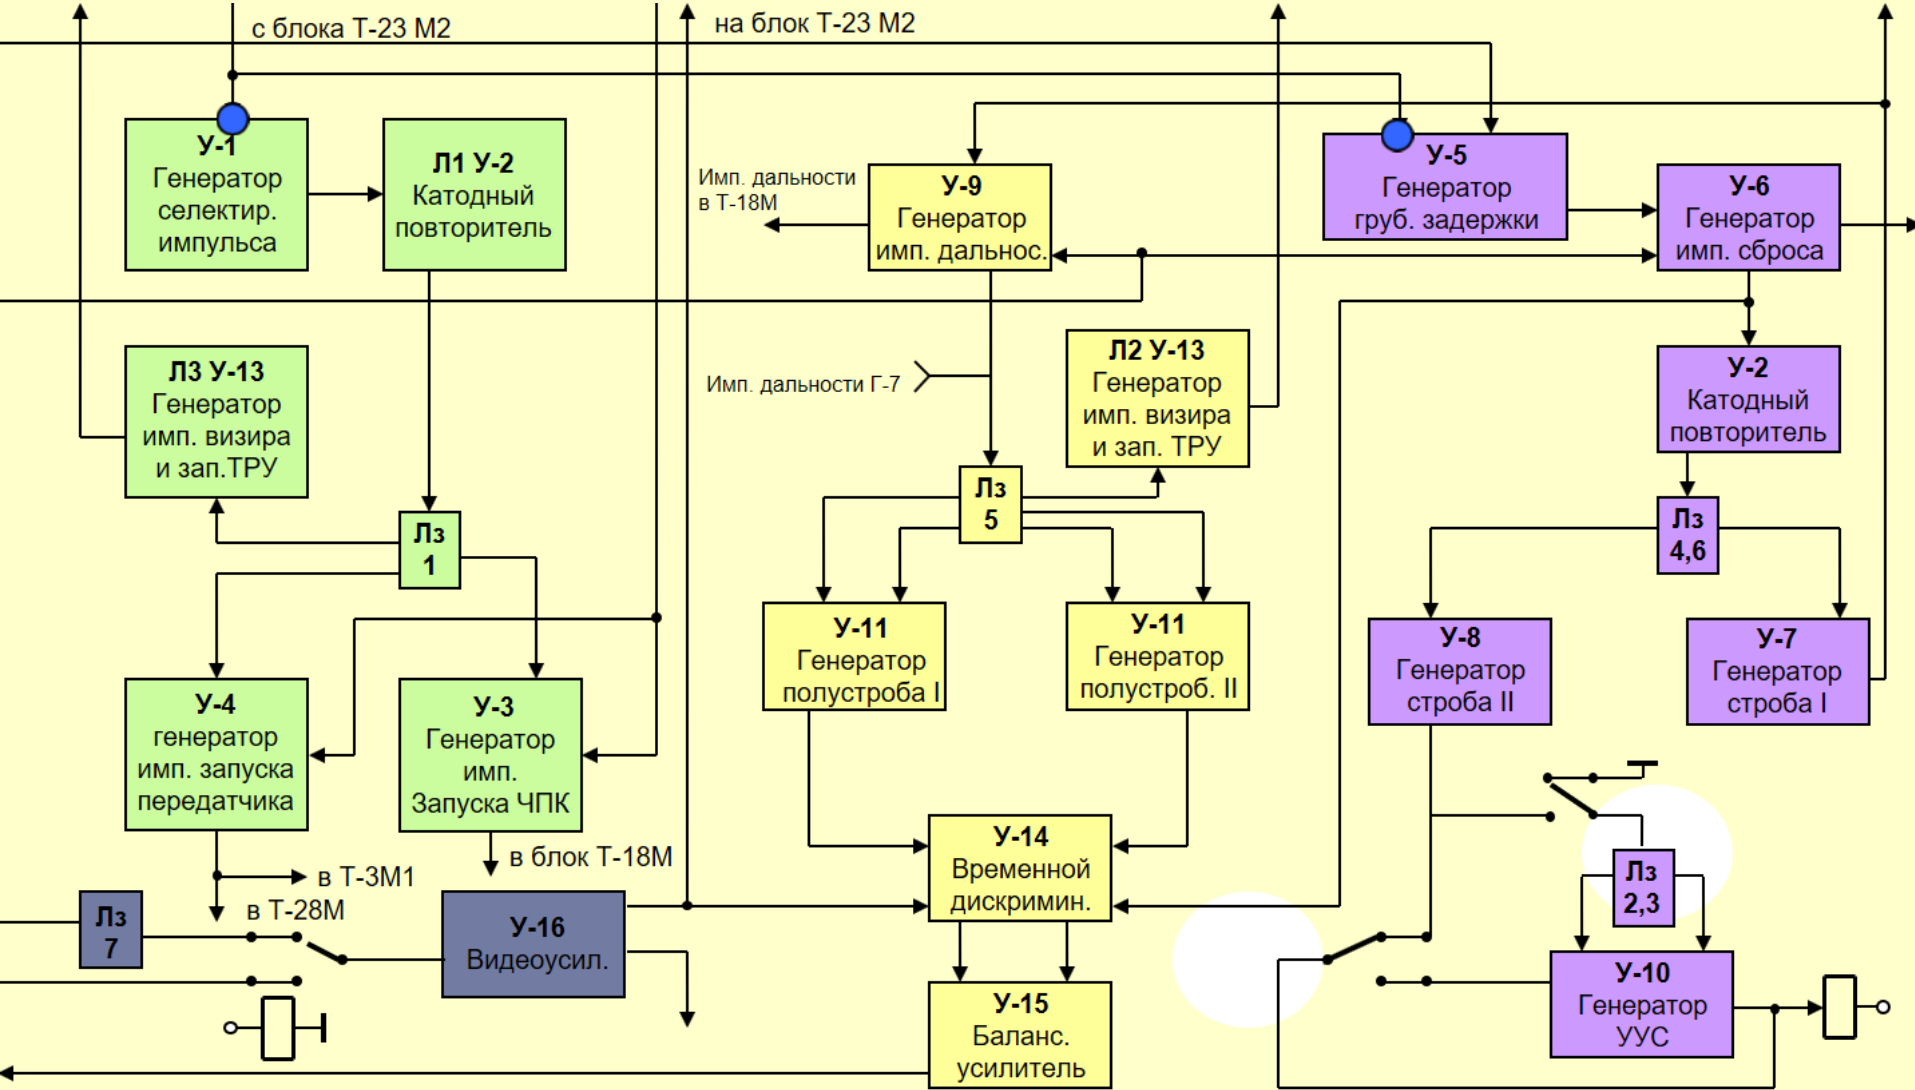 с блока Т-23 М2
на блок Т-23 М2
У-1
Генератор
селектир.
импульса
Л1 У-2
Катодный
повторитель
Имп. дальности
в Т-18М
У-9
Генератор
имп. дальнос.
У-5
Генератор
груб. задержки
У-6
Генератор
имп. сброса
Л3 У-13
Генератор
имп. визира
и зап.ТРУ
Имп. дальности Г-7
Л2 У-13
Генератор
имп. визира
и зап. ТРУ
У-2
Катодный
повторитель
Лз
1
Лз
5
Лз
4,6
У-11
Генератор
полустроба I
У-11
Генератор
полустроб. II
У-8
Генератор
строба II
У-7
Генератор
строба I
У-4
генератор
имп. запуска
передатчика
У-3
Генератор
имп.
Запуска ЧПК
в блок Т-18М
в Т-3М1
в Т-28М
Лз
7
У-16
Видеоусил.
У-14
Временной
дискримин.
Лз
2,3
У-15
Баланс.
усилитель
У-10
Генератор
УУС